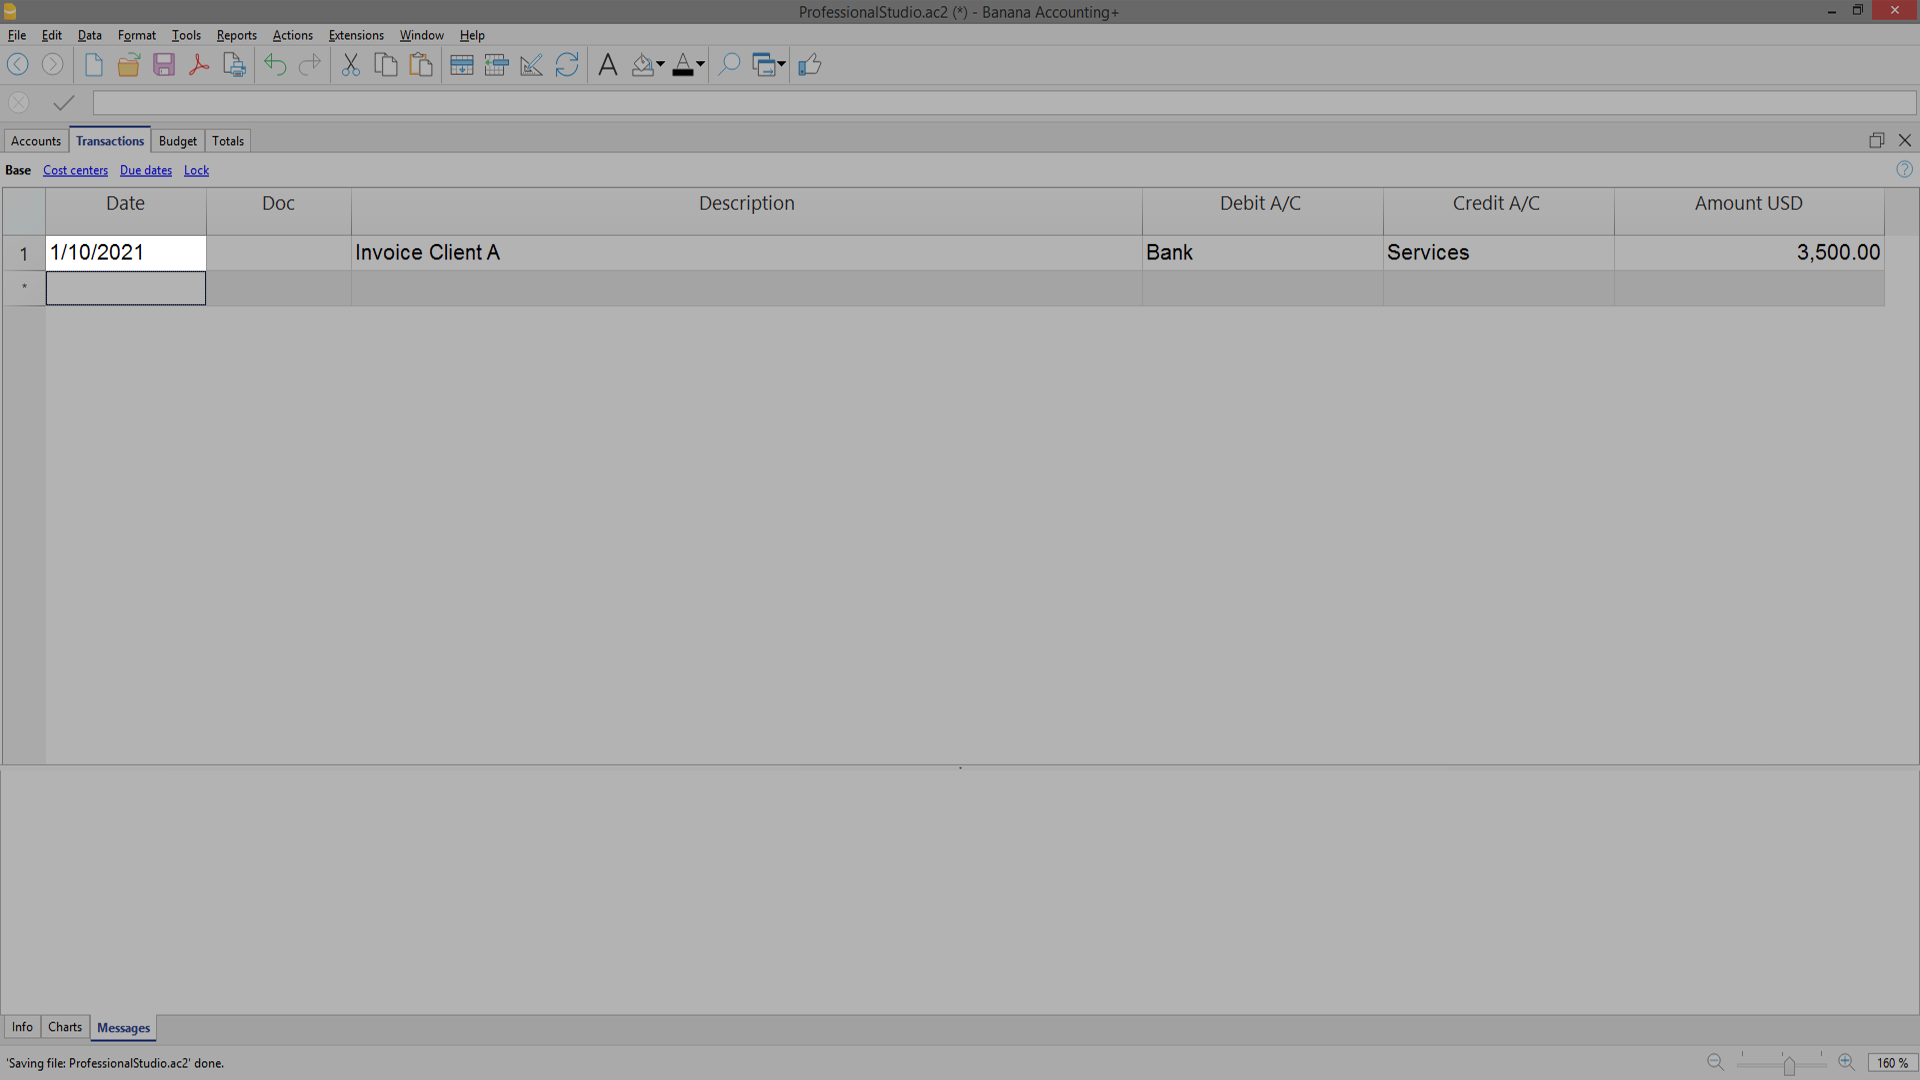 ProfessionalStudio.ac2 (*) - Banana Accounting+
File Edit Data Format Tools Reports Actions Extensions Window Help
Accounts Transactions Budget Totals
Base Cost centers Due dates Lock
Date Doc Description Debit A/C Credit A/C Amount USD
1 1/10/2021 Invoice Client A Bank Services 3,500.00
*
Info Charts Messages
'Saving file: ProfessionalStudio.ac2' done.
160 %